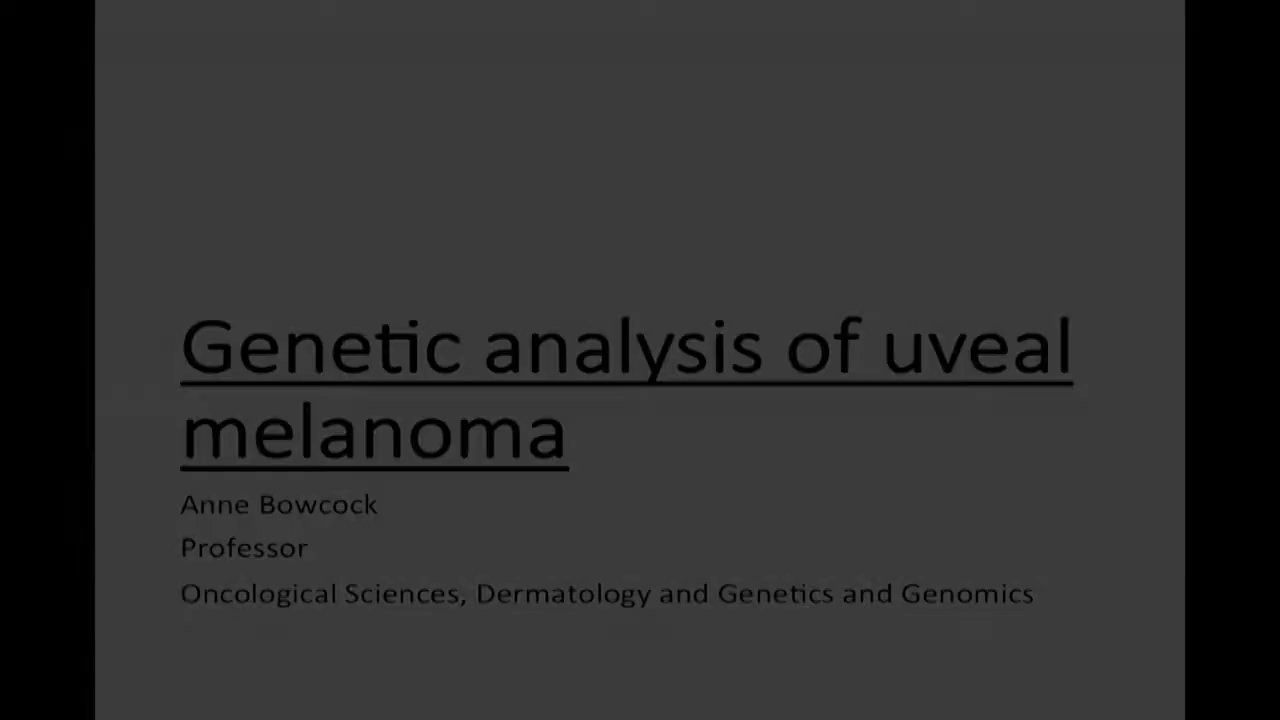 Genetic analysis of uveal
melanoma
Anne Bowcock
Professor
Oncological Sciences, Dermatology and Genetics and Genomics